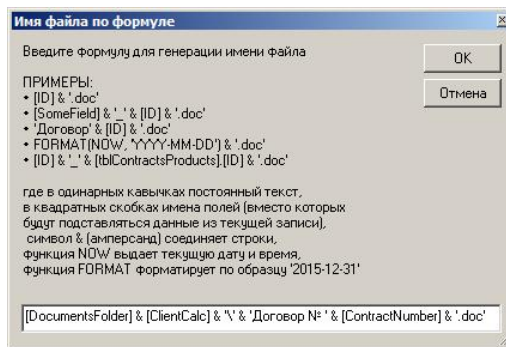 Имя файла по формуле
Введите формулу для генерации имени файла
OK
Отмена
ПРИМЕРЫ:
• [ID] & '.doc'
• [SomeField] & '_' & [ID] & '.doc'
• 'Договор' & [ID] & '.doc'
• FORMAT(NOW, 'YYYY-MM-DD') & '.doc'
• [ID] & '_' & [tblContractsProducts].[ID] & '.doc'
где в одинарных кавычках постоянный текст,
в квадратных скобках имена полей (вместо которых
будут подставляться данные из текущей записи),
символ & (амперсанд) соединяет строки,
функция NOW выдает текущую дату и время,
функция FORMAT форматирует по образцу '2015-12-31'
[DocumentsFolder] & [ClientCalc] & '\' & 'Договор № ' & [ContractNumber] & '.doc'